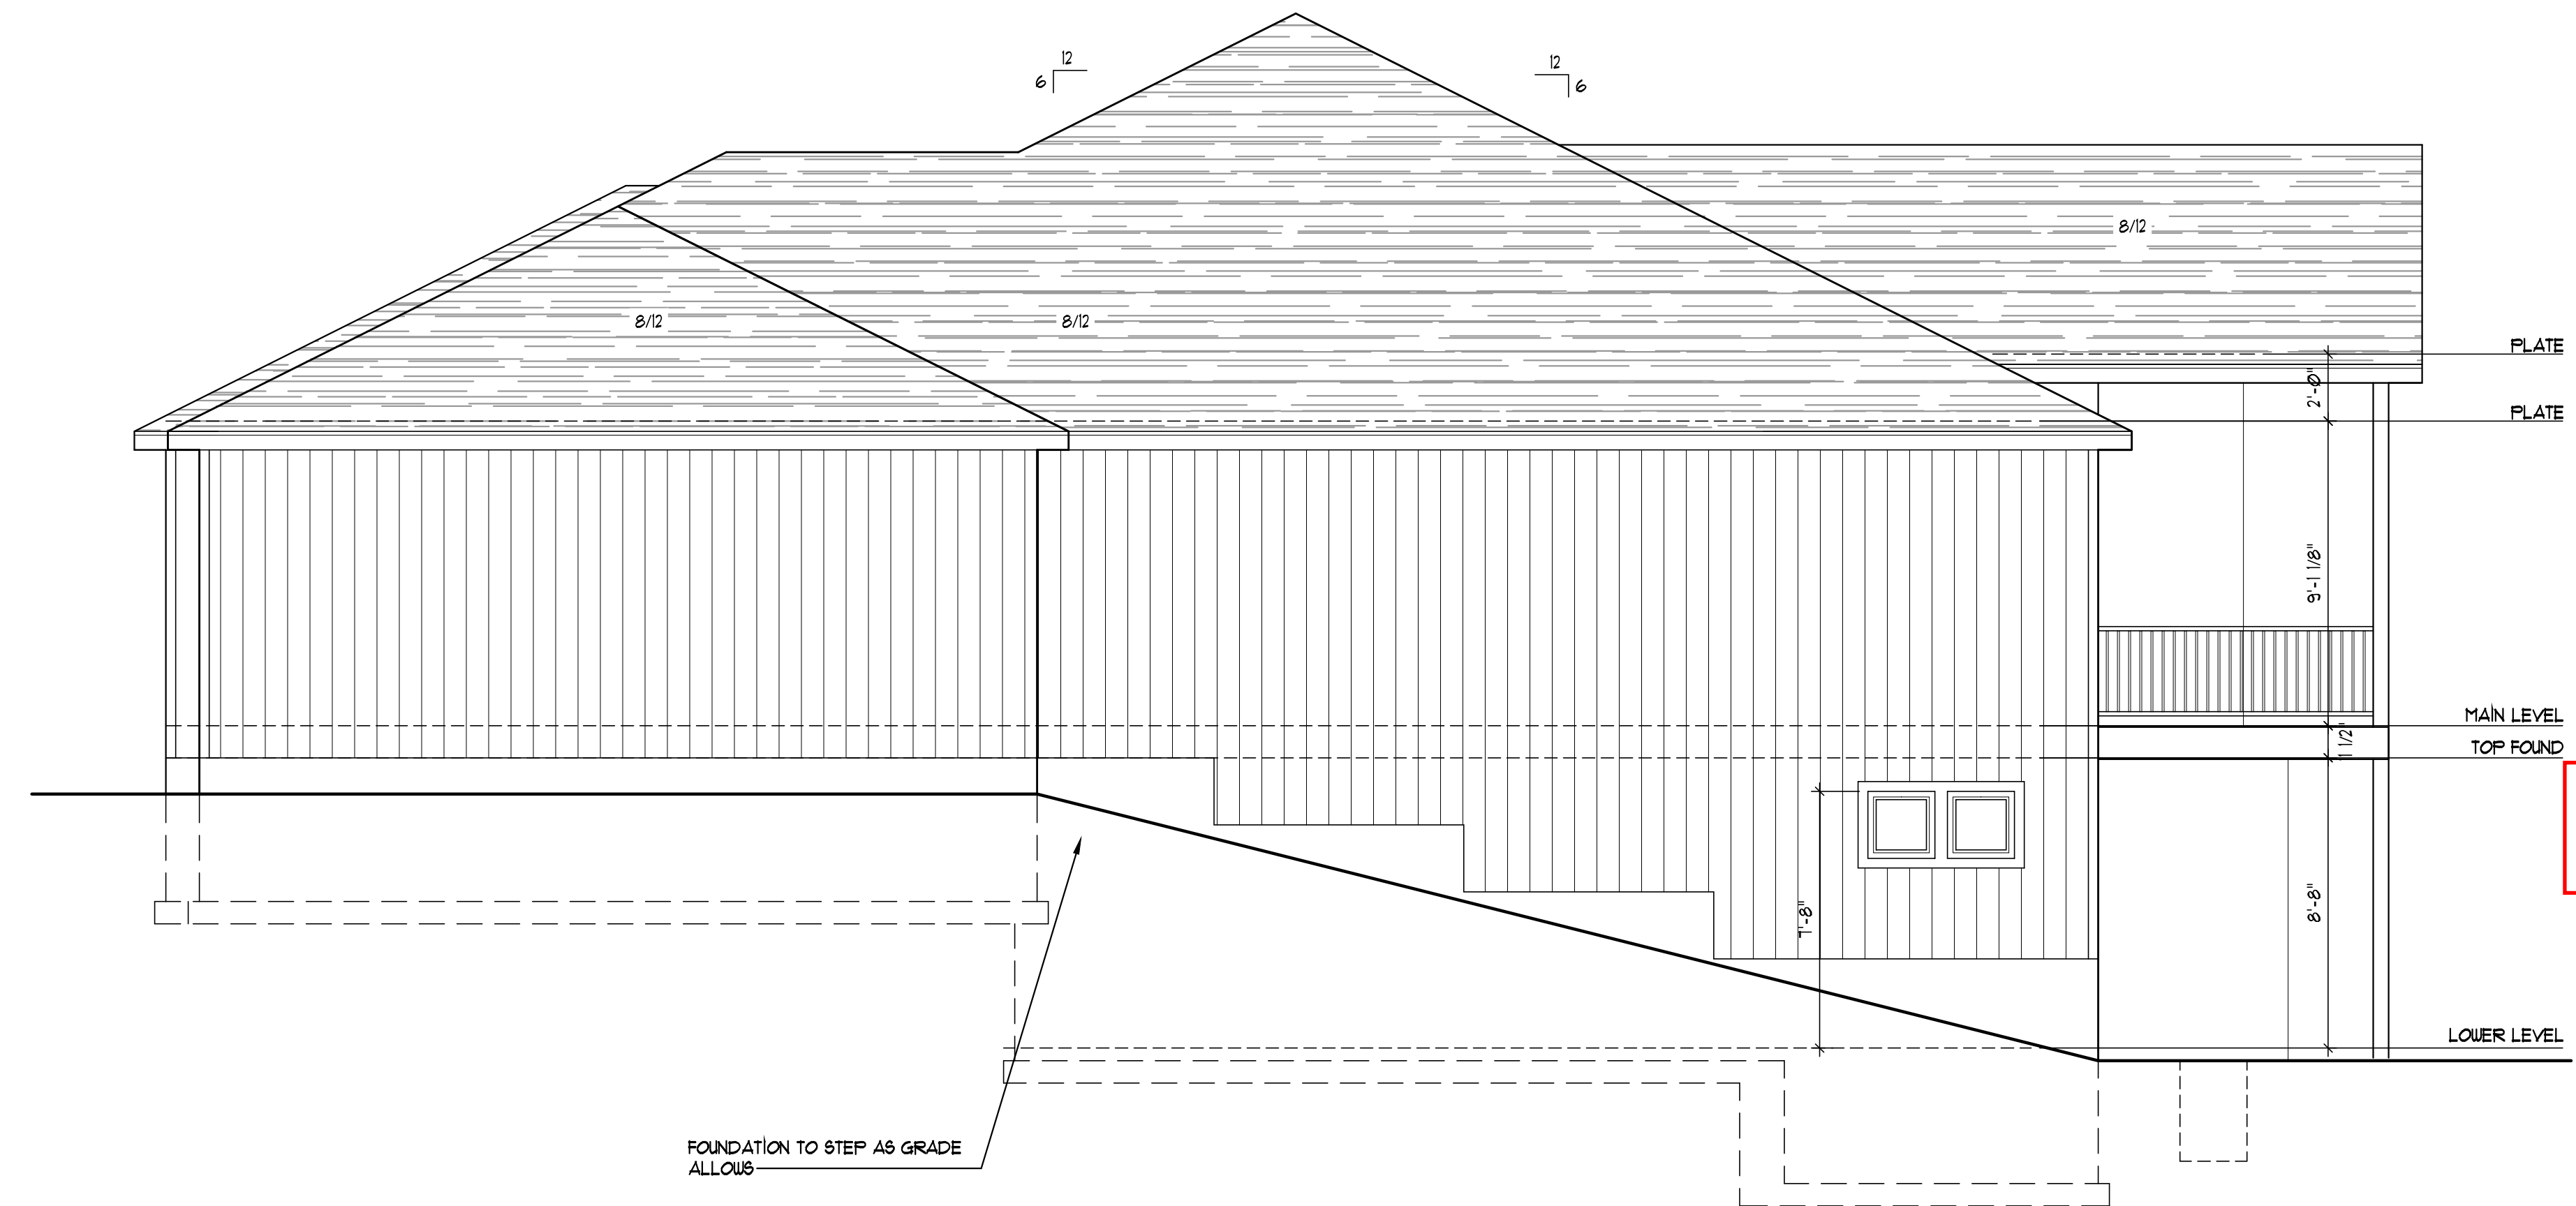 12
6
12
6
8/12
8/12
8/12
PLATE
2'-0"
PLATE
9'-1 1/8"
MAIN LEVEL
1 1/2"
TOP FOUND
7'-8"
8'-8"
LOWER LEVEL
FOUNDATION TO STEP AS GRADE
ALLOWS